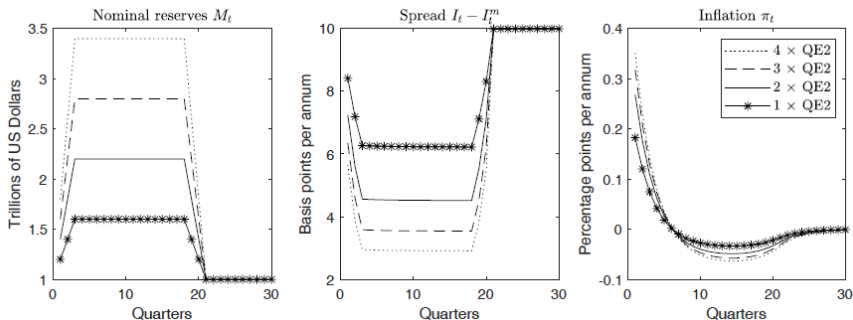 Nominal reserves M_t
Trillions of US Dollars
3.5
3
2.5
2
1.5
1
0 10 20 30
Quarters
Spread I_t − I_t^m
Basis points per annum
10
8
6
4
2
0 10 20 30
Quarters
Inflation π_t
Percentage points per annum
0.4
0.3
0.2
0.1
0
-0.1
0 10 20 30
Quarters
4 × QE2
3 × QE2
2 × QE2
1 × QE2